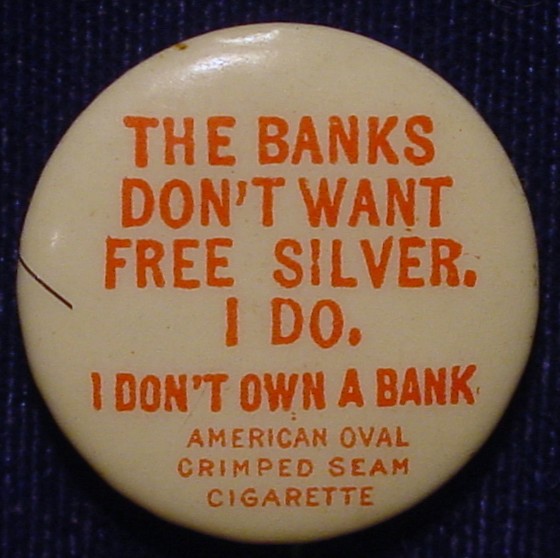 THE BANKS
DON'T WANT
FREE SILVER.
I DO.
I DON'T OWN A BANK
AMERICAN OVAL
CRIMPED SEAM
CIGARETTE